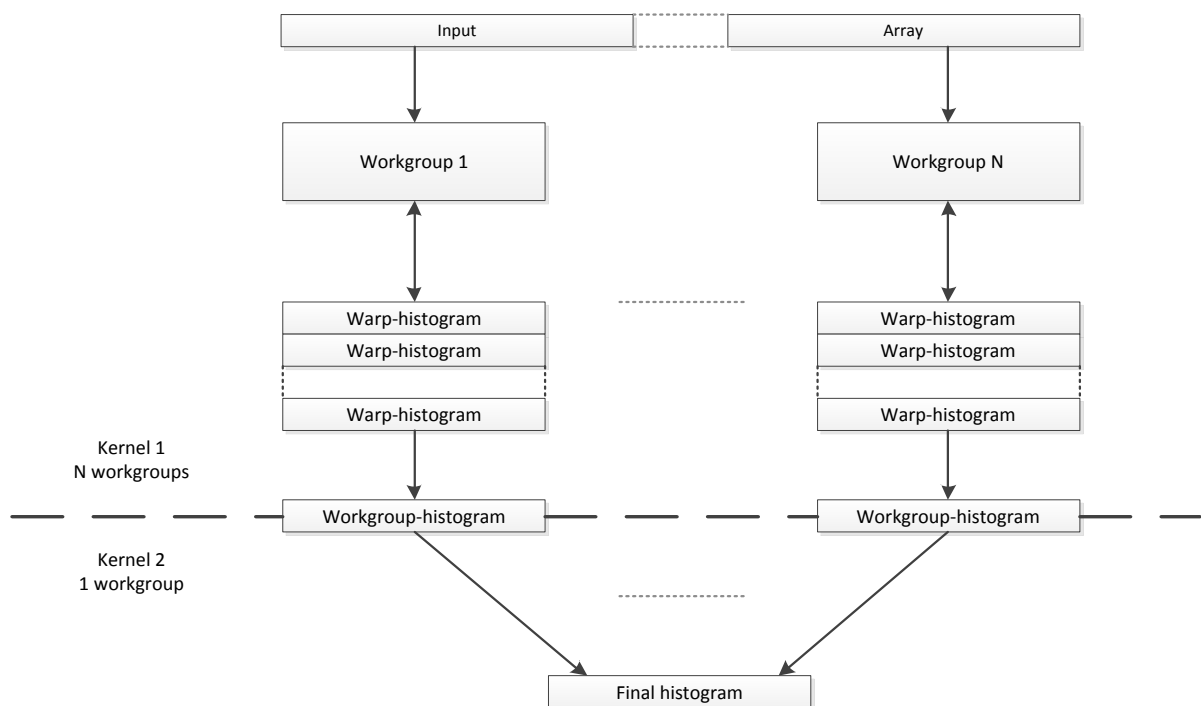 Input
Array
Workgroup 1
Workgroup N
Warp-histogram
Warp-histogram
Warp-histogram
Warp-histogram
Warp-histogram
Warp-histogram
Kernel 1
N workgroups
Workgroup-histogram
Workgroup-histogram
Kernel 2
1 workgroup
Final histogram